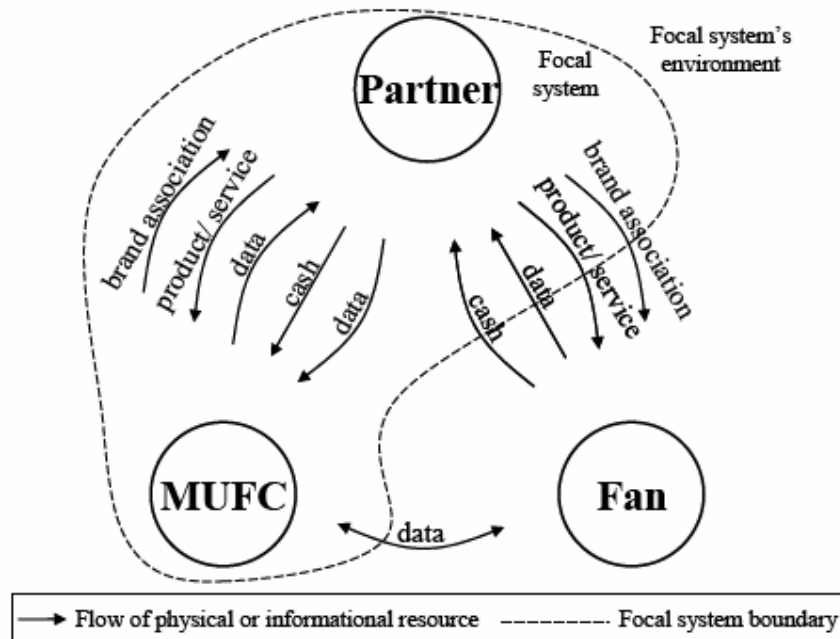 Partner
Focal
system
Focal system's
environment
brand association
product/ service
data
cash
data
cash
data
product/ service
brand association
MUFC
Fan
data
Flow of physical or informational resource
Focal system boundary